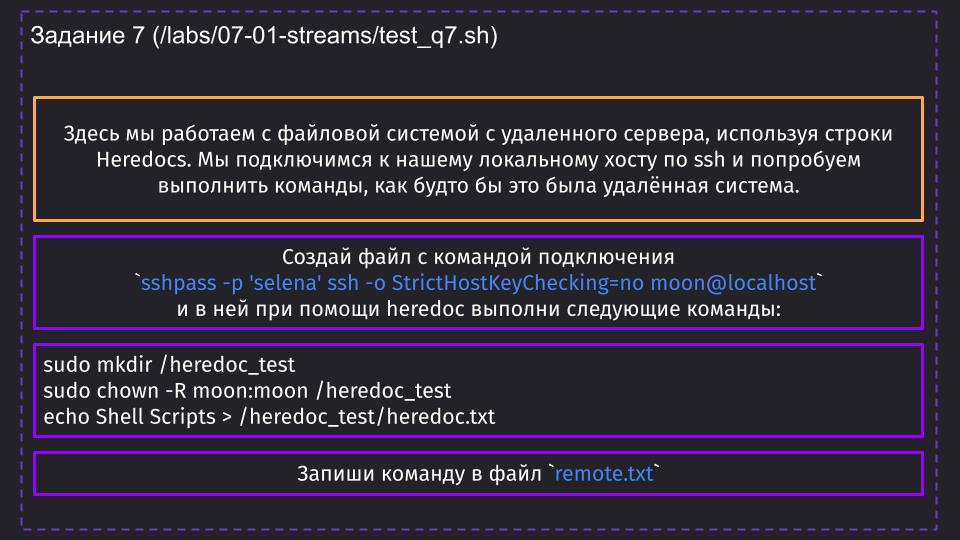 Задание 7 (/labs/07-01-streams/test_q7.sh)
Здесь мы работаем с файловой системой с удаленного сервера, используя строки
Heredocs. Мы подключимся к нашему локальному хосту по ssh и попробуем
выполнить команды, как будто бы это была удалённая система.
Создай файл с командой подключения
`sshpass -p 'selena' ssh -o StrictHostKeyChecking=no moon@localhost`
и в ней при помощи heredoc выполни следующие команды:
sudo mkdir /heredoc_test
sudo chown -R moon:moon /heredoc_test
echo Shell Scripts > /heredoc_test/heredoc.txt
Запиши команду в файл `remote.txt`